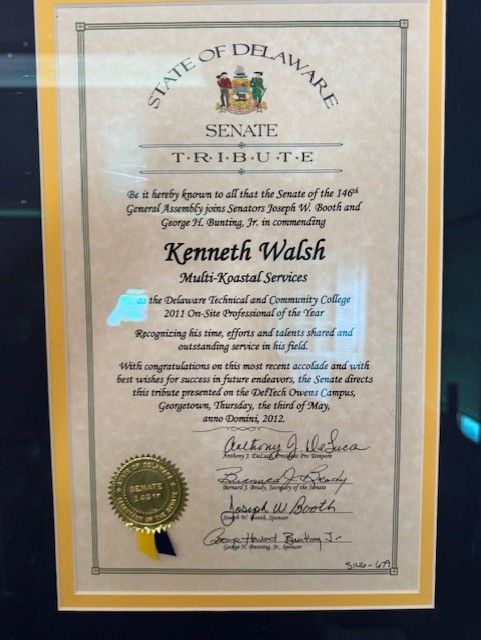 STATE OF DELAWARE
SENATE
T·R·I·B·U·T·E
Be it hereby known to all that the Senate of the 146th
General Assembly joins Senators Joseph W. Booth and
George H. Bunting, Jr. in commending
Kenneth Walsh
Multi-Koastal Services
as the Delaware Technical and Community College
2011 On-Site Professional of the Year
Recognizing his time, efforts and talents shared and
outstanding service in his field.
With congratulations on this most recent accolade and with
best wishes for success in future endeavors, the Senate directs
this tribute presented on the DelTech Owens Campus,
Georgetown, Thursday, the third of May,
anno Domini, 2012.
Anthony J. DeLuca
Anthony J. DeLuca, President Pro Tempore
Bernard J. Brady
Bernard J. Brady, Secretary of the Senate
Joseph W Booth
Joseph W. Booth, Sponsor
George Howard Bunting Jr
George H. Bunting, Jr., Sponsor
SENATE
146TH